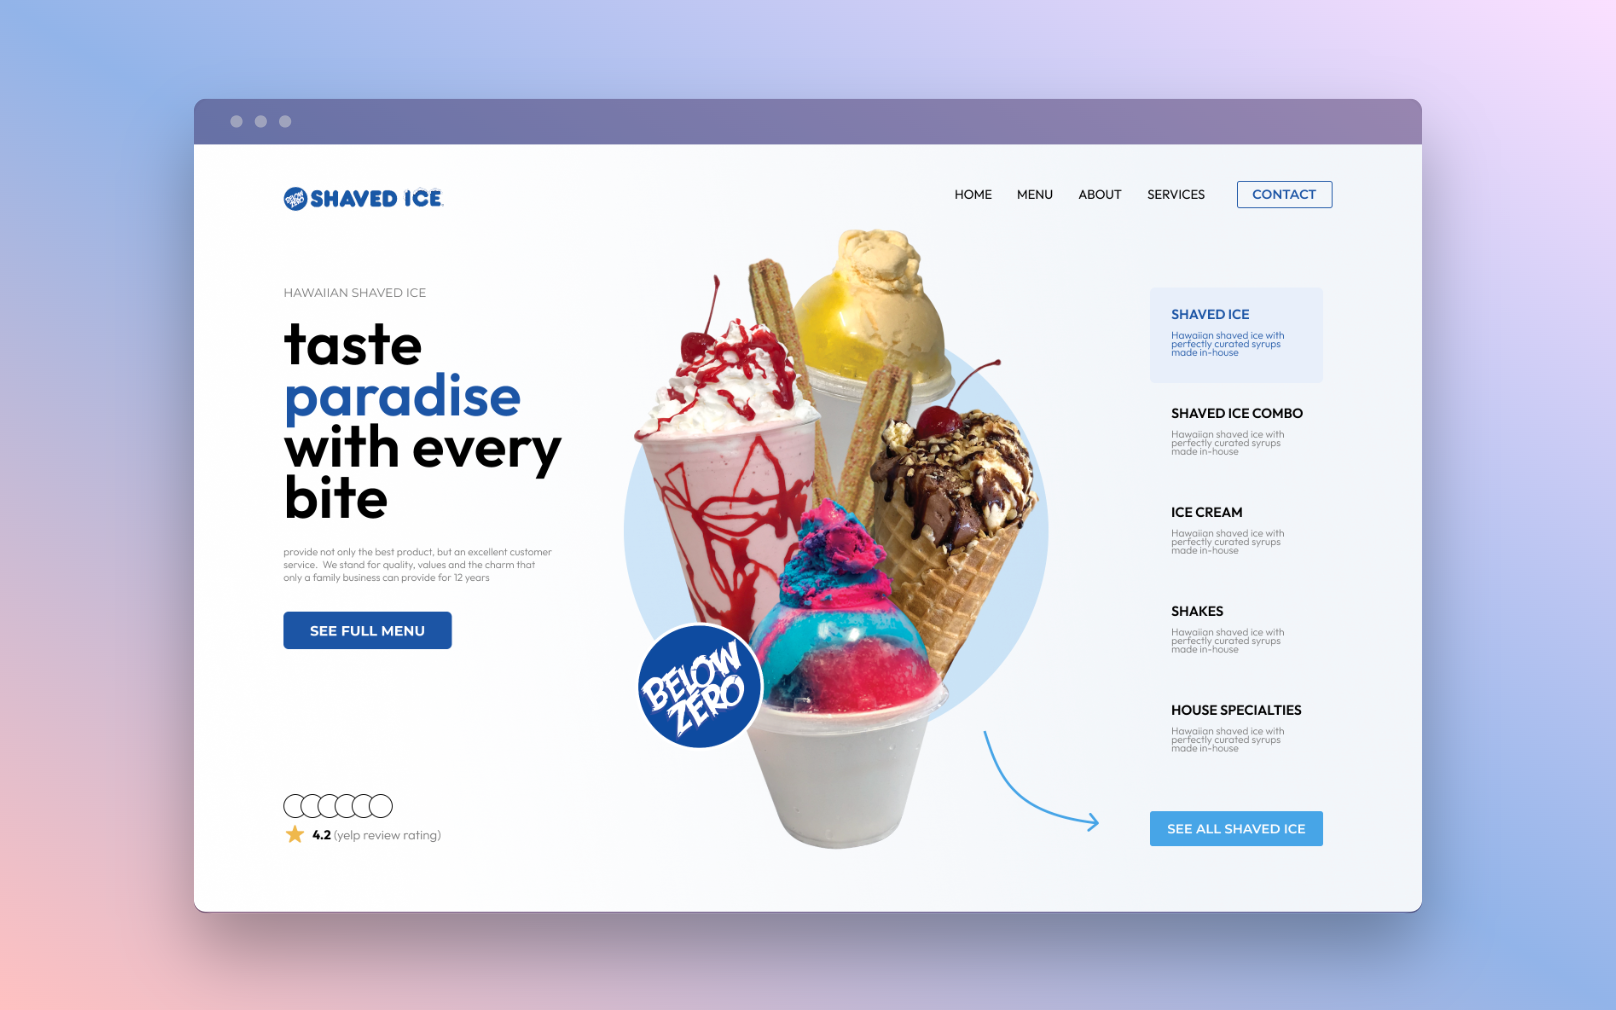 BELOW ZERO SHAVED ICE
HOME MENU ABOUT SERVICES CONTACT
HAWAIIAN SHAVED ICE
taste
paradise
with every
bite
provide not only the best product, but an excellent customer
service. We stand for quality, values and the charm that
only a family business can provide for 12 years
SEE FULL MENU
4.2 (yelp review rating)
BELOW
ZERO
SHAVED ICE
Hawaiian shaved ice with
perfectly curated syrups
made in-house
SHAVED ICE COMBO
Hawaiian shaved ice with
perfectly curated syrups
made in-house
ICE CREAM
Hawaiian shaved ice with
perfectly curated syrups
made in-house
SHAKES
Hawaiian shaved ice with
perfectly curated syrups
made in-house
HOUSE SPECIALTIES
Hawaiian shaved ice with
perfectly curated syrups
made in-house
SEE ALL SHAVED ICE